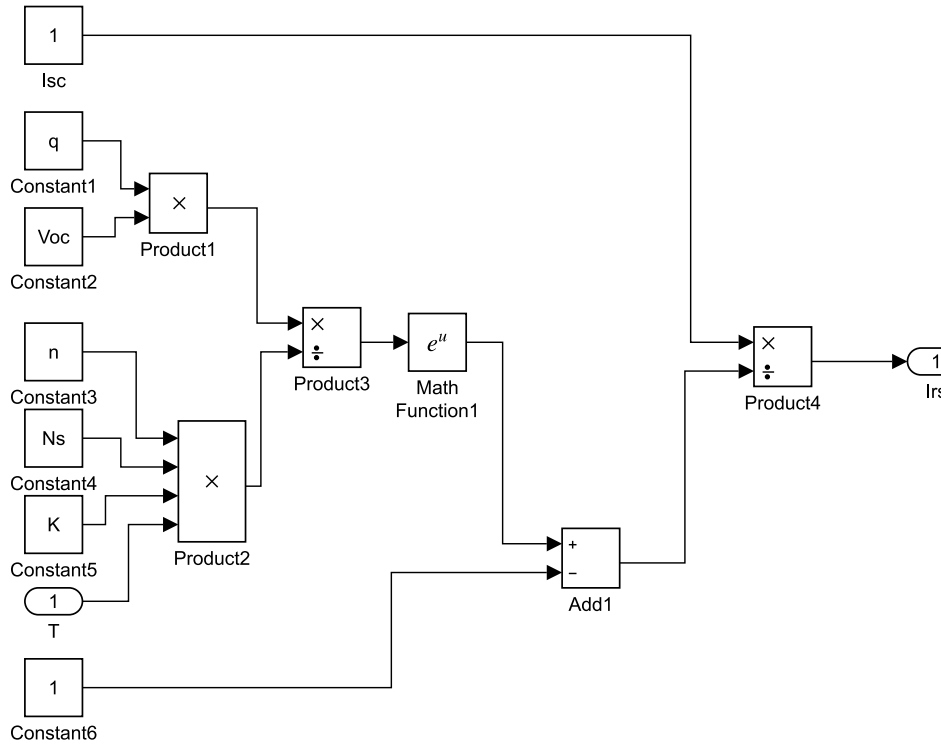 1
Isc
q
Constant1
×
Product1
Voc
Constant2
n
Constant3
×
÷
Product3
e^u
Math
Function1
×
÷
Product4
1
Irs
Ns
Constant4
×
Product2
K
Constant5
+
−
Add1
1
T
1
Constant6